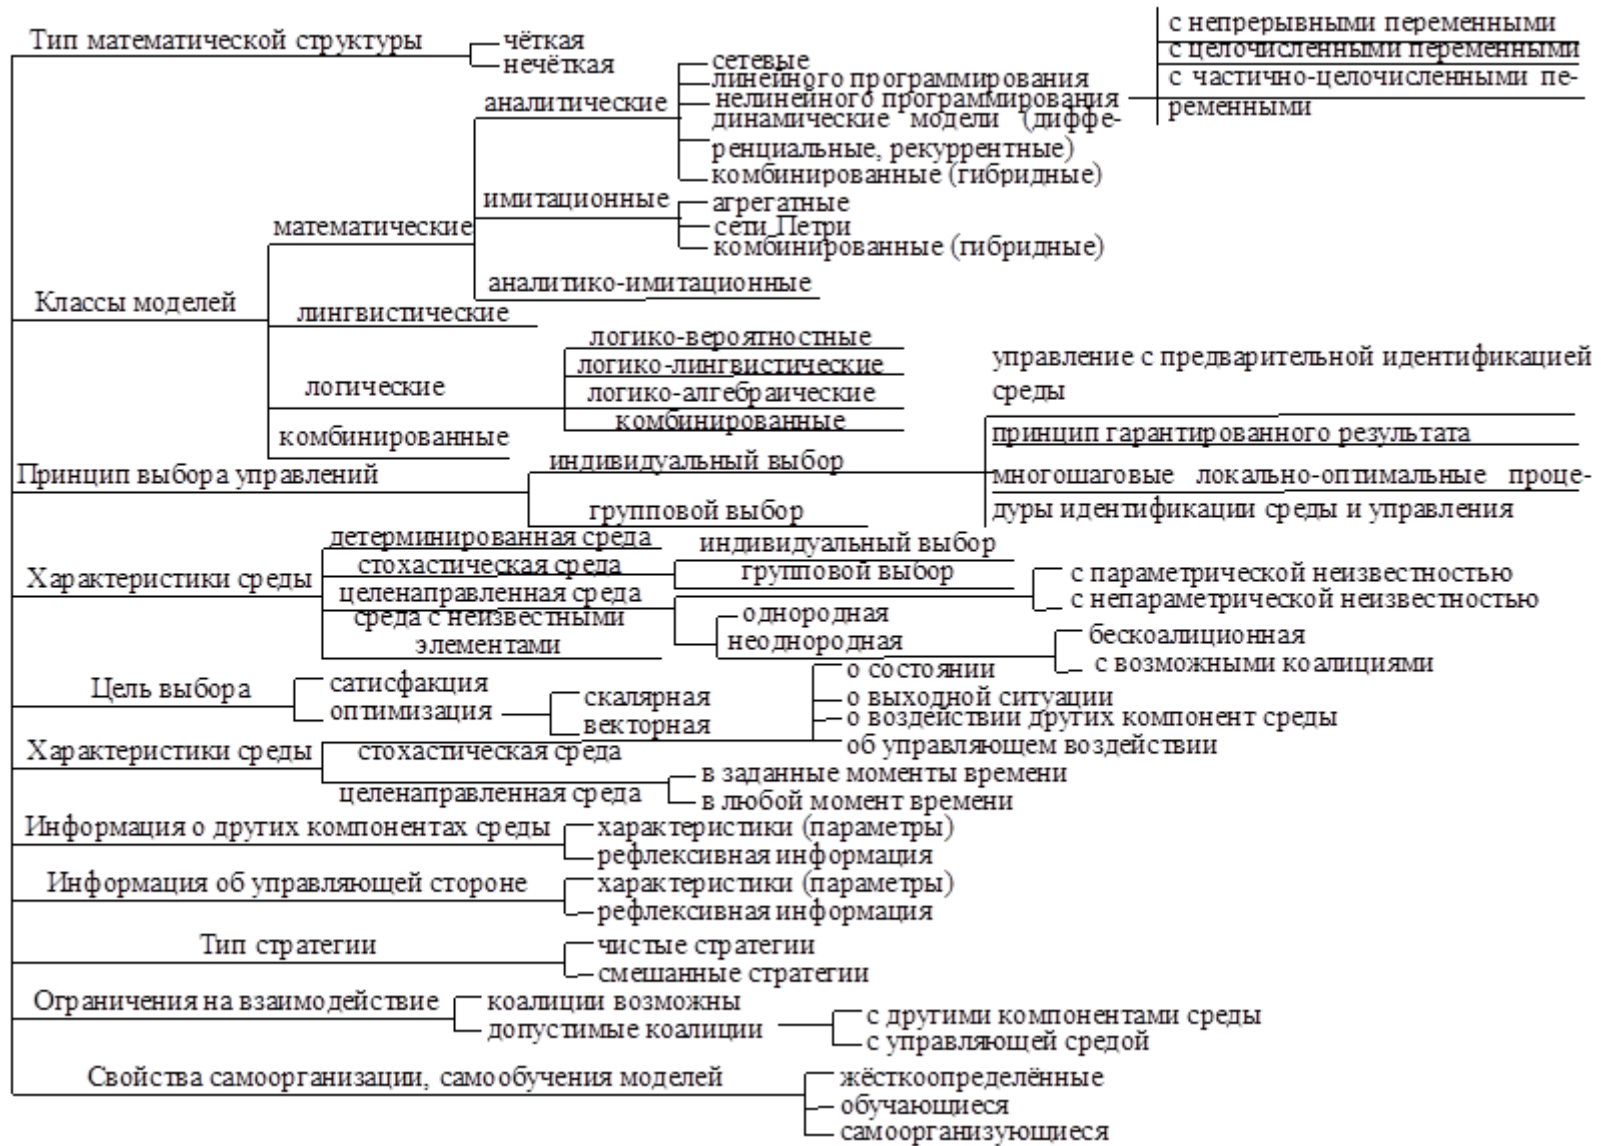 Тип математической структуры
чёткая
нечёткая
с непрерывными переменными
с целочисленными переменными
с частично-целочисленными пе-
ременными
аналитические
сетевые
линейного программирования
нелинейного программирования
динамические модели (диффе-
ренциальные, рекуррентные)
комбинированные (гибридные)
имитационные
агрегатные
сети Петри
комбинированные (гибридные)
математические
аналитико-имитационные
Классы моделей
лингвистические
логико-вероятностные
логико-лингвистические
логические
логико-алгебраические
комбинированные
комбинированные
управление с предварительной идентификацией
среды
принцип гарантированного результата
многошаговые локально-оптимальные проце-
дуры идентификации среды и управления
Принцип выбора управлений
индивидуальный выбор
групповой выбор
Характеристики среды
детерминированная среда
стохастическая среда
целенаправленная среда
среда с неизвестными
элементами
индивидуальный выбор
групповой выбор
с параметрической неизвестностью
с непараметрической неизвестностью
однородная
неоднородная
бескоалиционная
с возможными коалициями
Цель выбора
сатисфакция
оптимизация
скалярная
векторная
о состоянии
о выходной ситуации
о воздействии других компонент среды
об управляющем воздействии
Характеристики среды
стохастическая среда
целенаправленная среда
в заданные моменты времени
в любой момент времени
Информация о других компонентах среды
характеристики (параметры)
рефлексивная информация
Информация об управляющей стороне
характеристики (параметры)
рефлексивная информация
Тип стратегии
чистые стратегии
смешанные стратегии
Ограничения на взаимодействие
коалиции возможны
допустимые коалиции
с другими компонентами среды
с управляющей средой
Свойства самоорганизации, самообучения моделей
жёсткоопределённые
обучающиеся
самоорганизующиеся